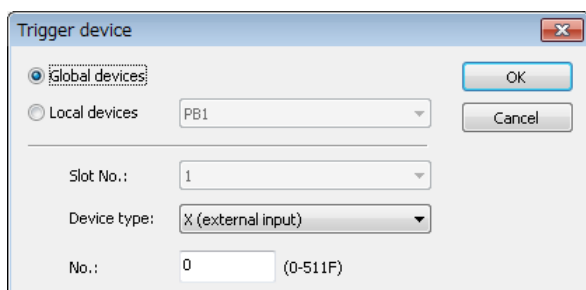 Trigger device
Global devices
OK
Local devices
PB1
Cancel
Slot No.:
1
Device type:
X (external input)
No.:
0
(0-511F)